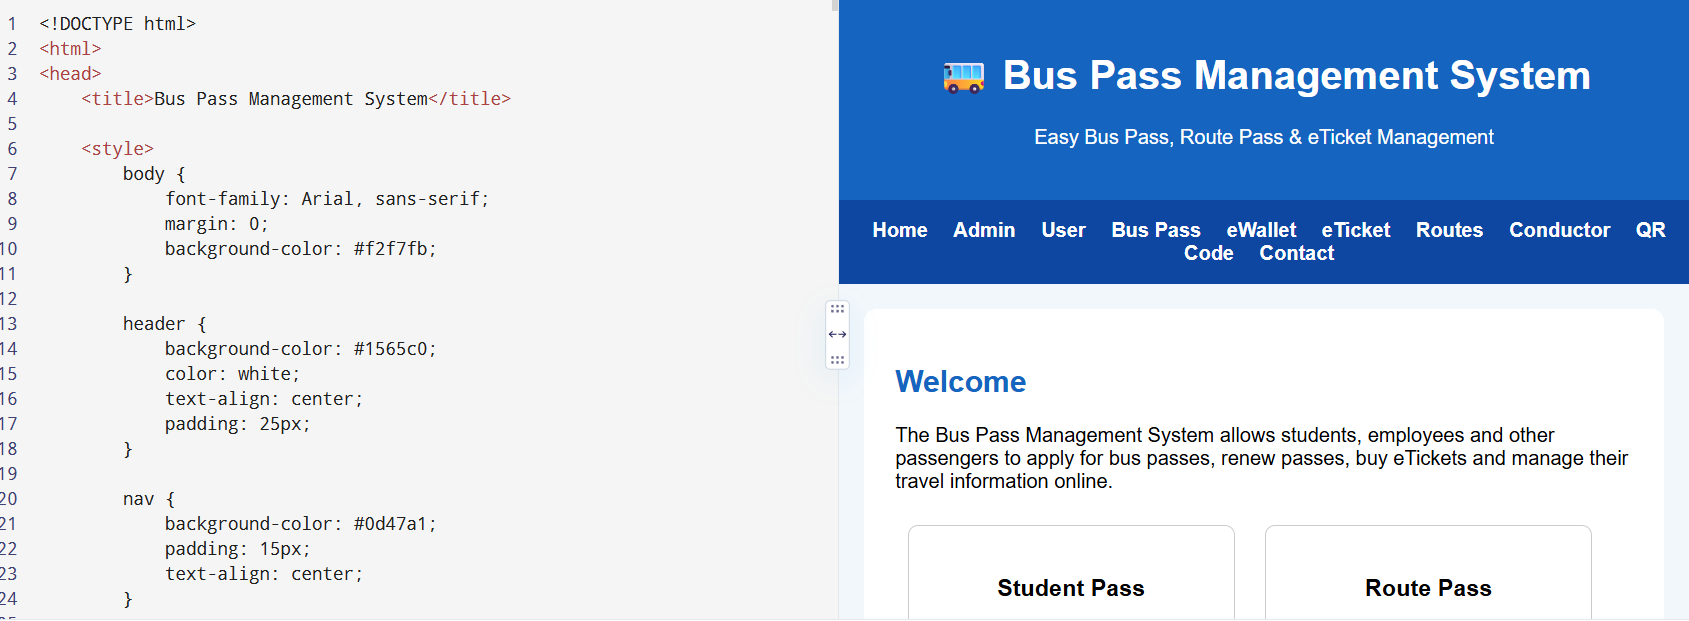 1 <!DOCTYPE html>
2 <html>
3 <head>
4 <title>Bus Pass Management System</title>
5
6 <style>
7 body {
8 font-family: Arial, sans-serif;
9 margin: 0;
10 background-color: #f2f7fb;
11 }
12
13 header {
14 background-color: #1565c0;
15 color: white;
16 text-align: center;
17 padding: 25px;
18 }
19
20 nav {
21 background-color: #0d47a1;
22 padding: 15px;
23 text-align: center;
24 }
Bus Pass Management System
Easy Bus Pass, Route Pass & eTicket Management
Home Admin User Bus Pass eWallet eTicket Routes Conductor QR
Code Contact
Welcome
The Bus Pass Management System allows students, employees and other
passengers to apply for bus passes, renew passes, buy eTickets and manage their
travel information online.
Student Pass
Route Pass